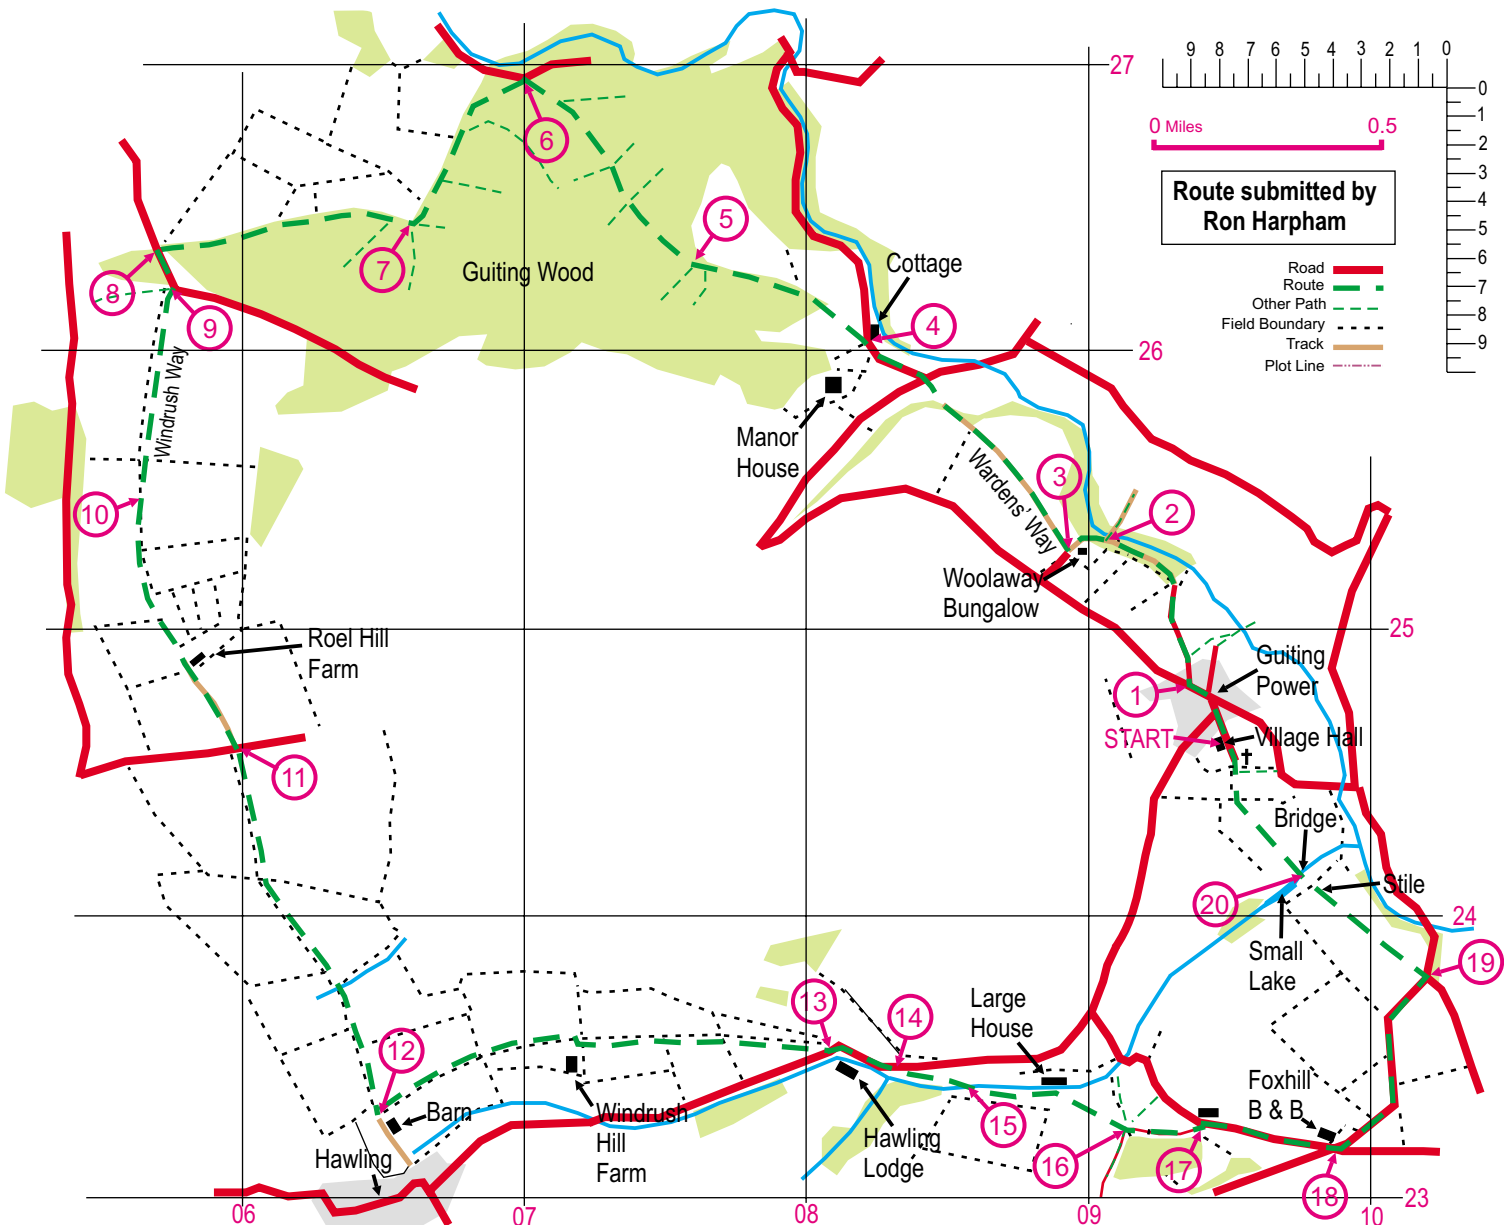 9 8 7 6 5 4 3 2 1 0
0
1
2
3
4
5
6
7
8
9
0 Miles 0.5
Route submitted by
Ron Harpham
Road
Route
Other Path
Field Boundary
Track
Plot Line
27
6
5
7
Guiting Wood
Cottage
8
9
4
26
Windrush Way
Manor
House
10
Wardens' Way
3
2
Woolaway
Bungalow
25
Roel Hill
Farm
Guiting
Power
1
START
Village Hall
11
Bridge
Stile
20
24
Small
Lake
19
13
14
Large
House
12
Barn
Windrush
Hill
Farm
Hawling
Hawling
Lodge
15
16
17
Foxhill
B & B
18
23
06
07
08
09
10